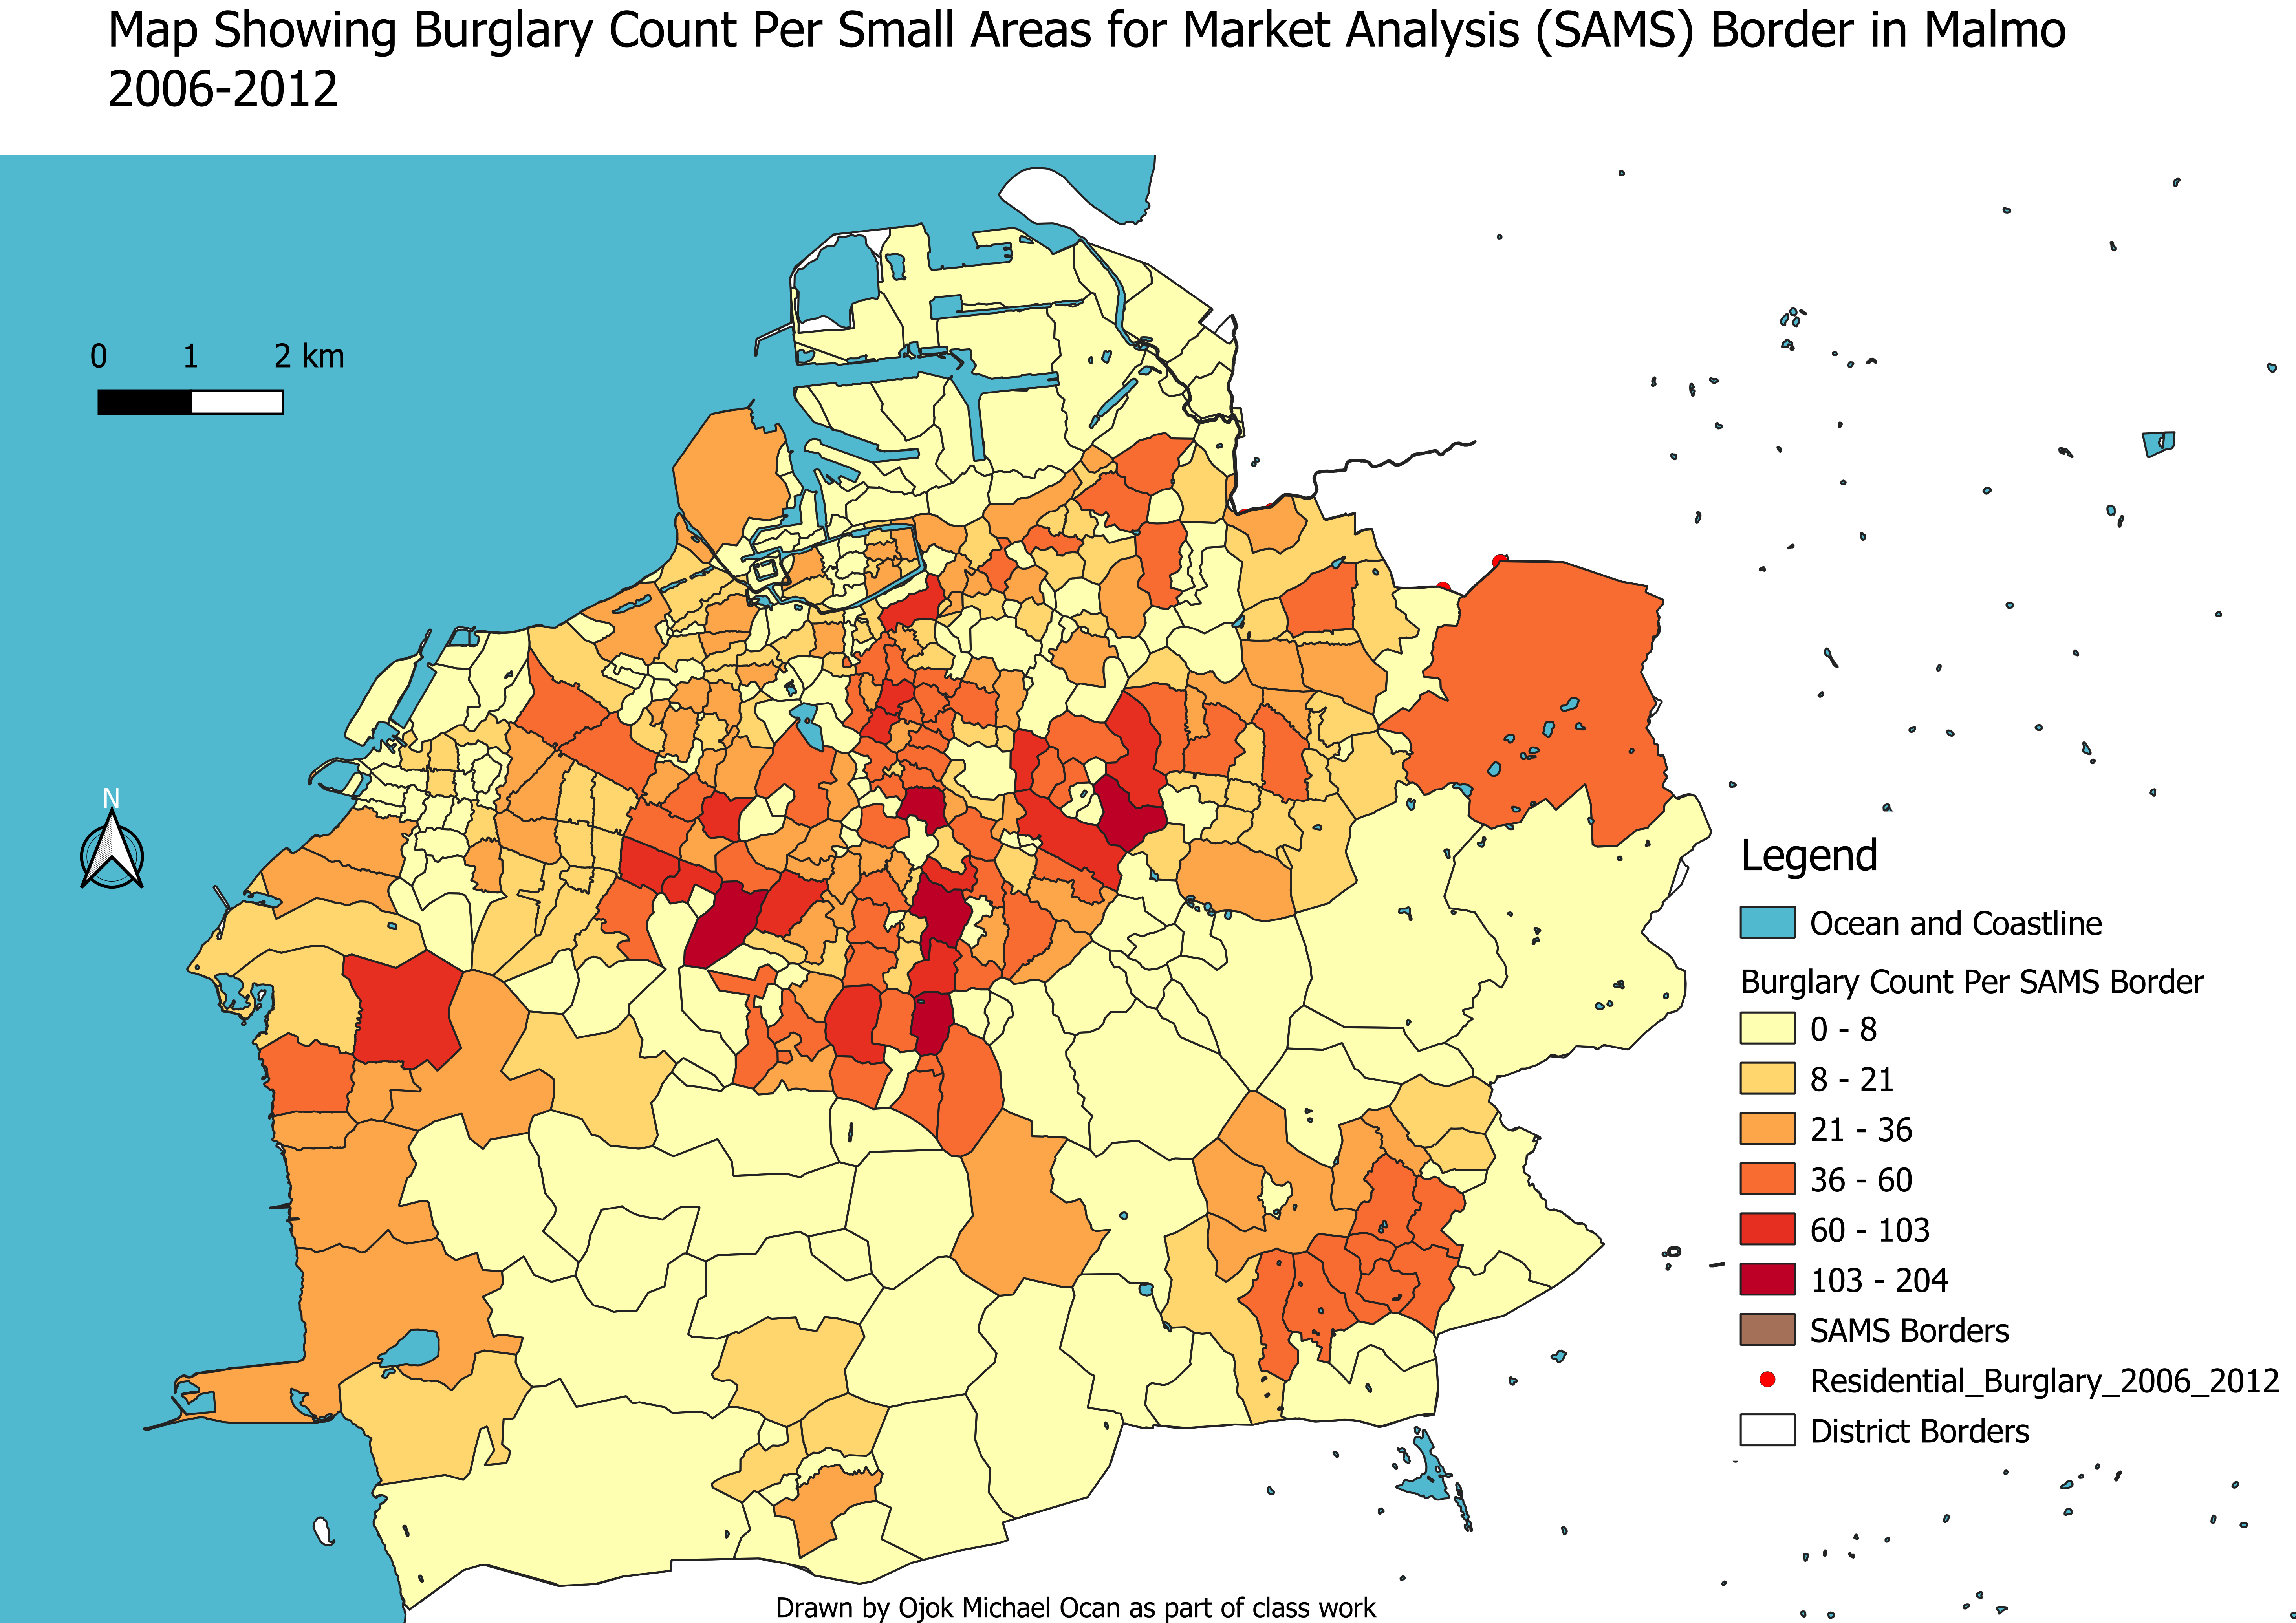 Map Showing Burglary Count Per Small Areas for Market Analysis (SAMS) Border in Malmo
2006-2012
0 1 2 km
N
Legend
Ocean and Coastline
Burglary Count Per SAMS Border
0 - 8
8 - 21
21 - 36
36 - 60
60 - 103
103 - 204
SAMS Borders
Residential_Burglary_2006_2012
District Borders
Drawn by Ojok Michael Ocan as part of class work